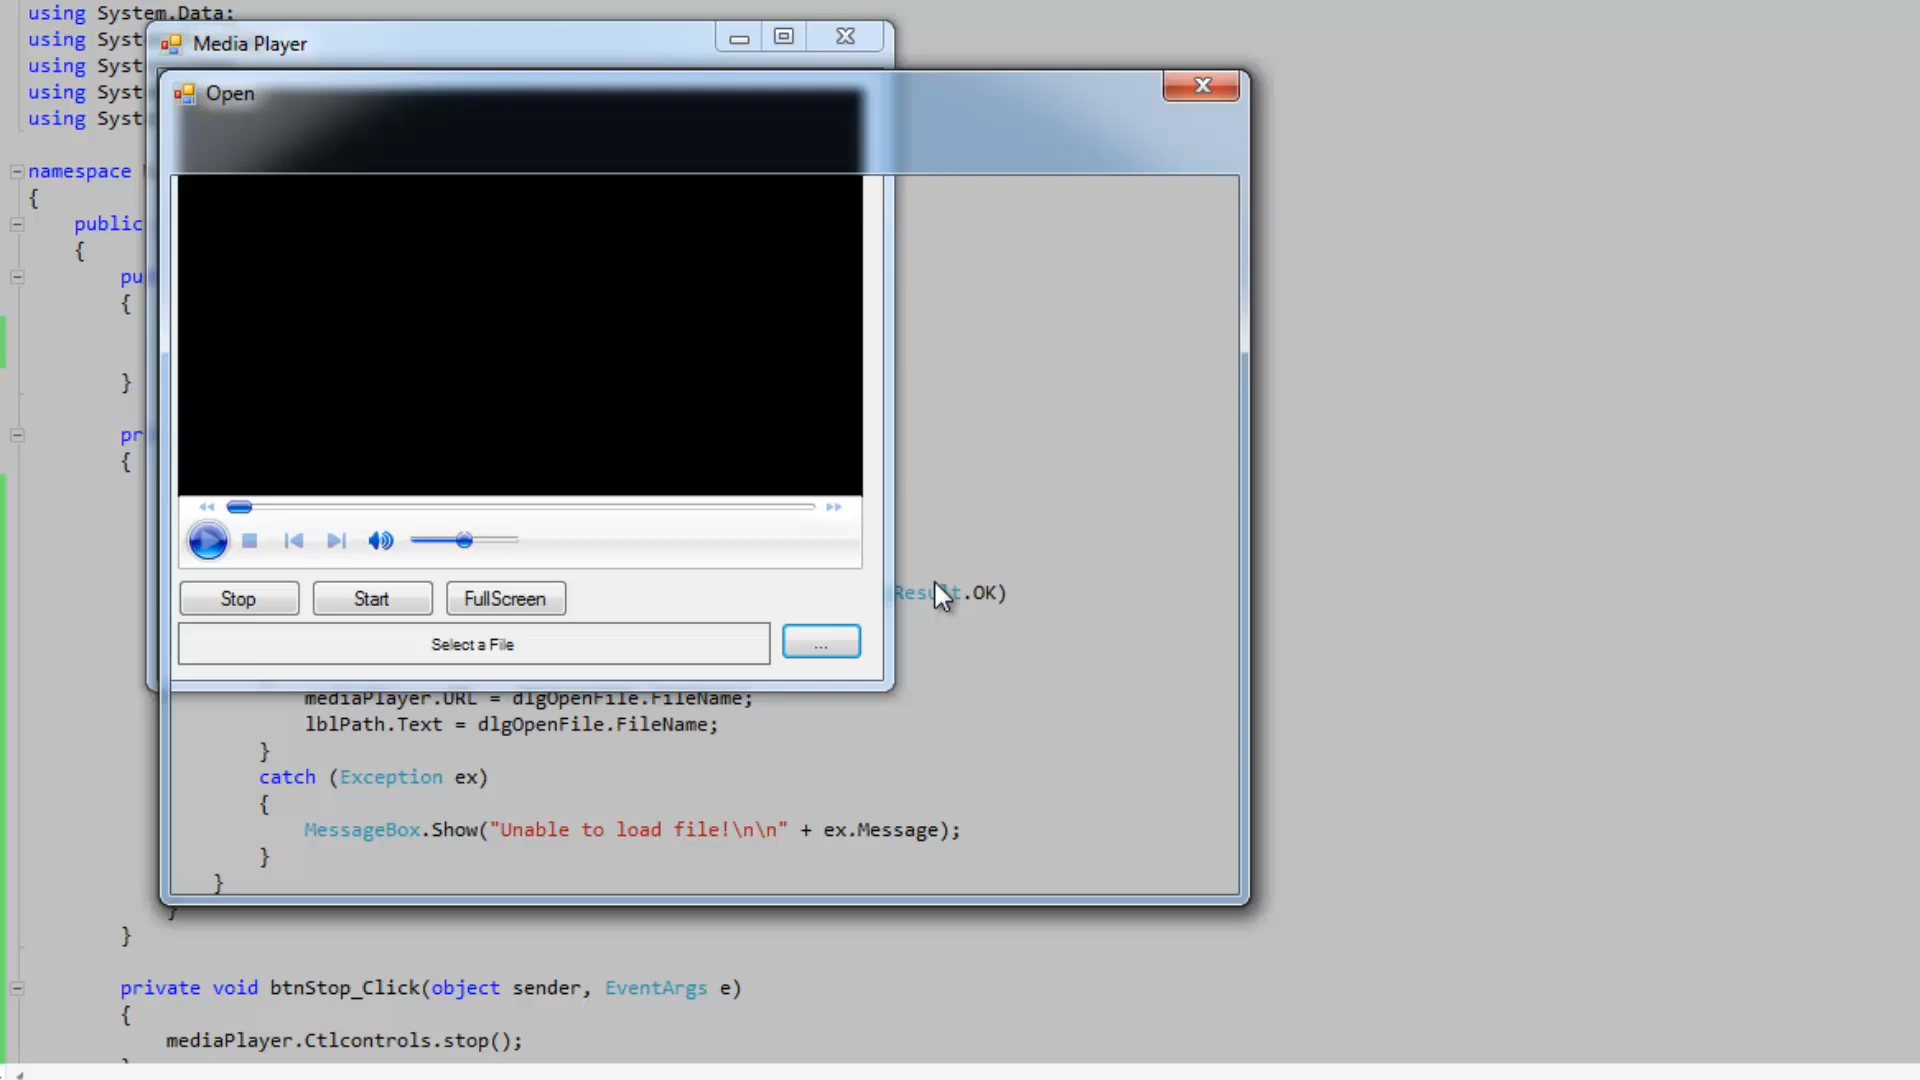 using System.Data;
using Syst
Media Player
using Syst
using Syst
Open
using Syst
namespace
{
public
{
pu
{
}
pr
{
Result.OK)
Stop Start FullScreen
Select a File ...
mediaPlayer.URL = dlgOpenFile.FileName;
lblPath.Text = dlgOpenFile.FileName;
}
catch (Exception ex)
{
MessageBox.Show("Unable to load file!\n\n" + ex.Message);
}
}
}
}
private void btnStop_Click(object sender, EventArgs e)
{
mediaPlayer.Ctlcontrols.stop();
}